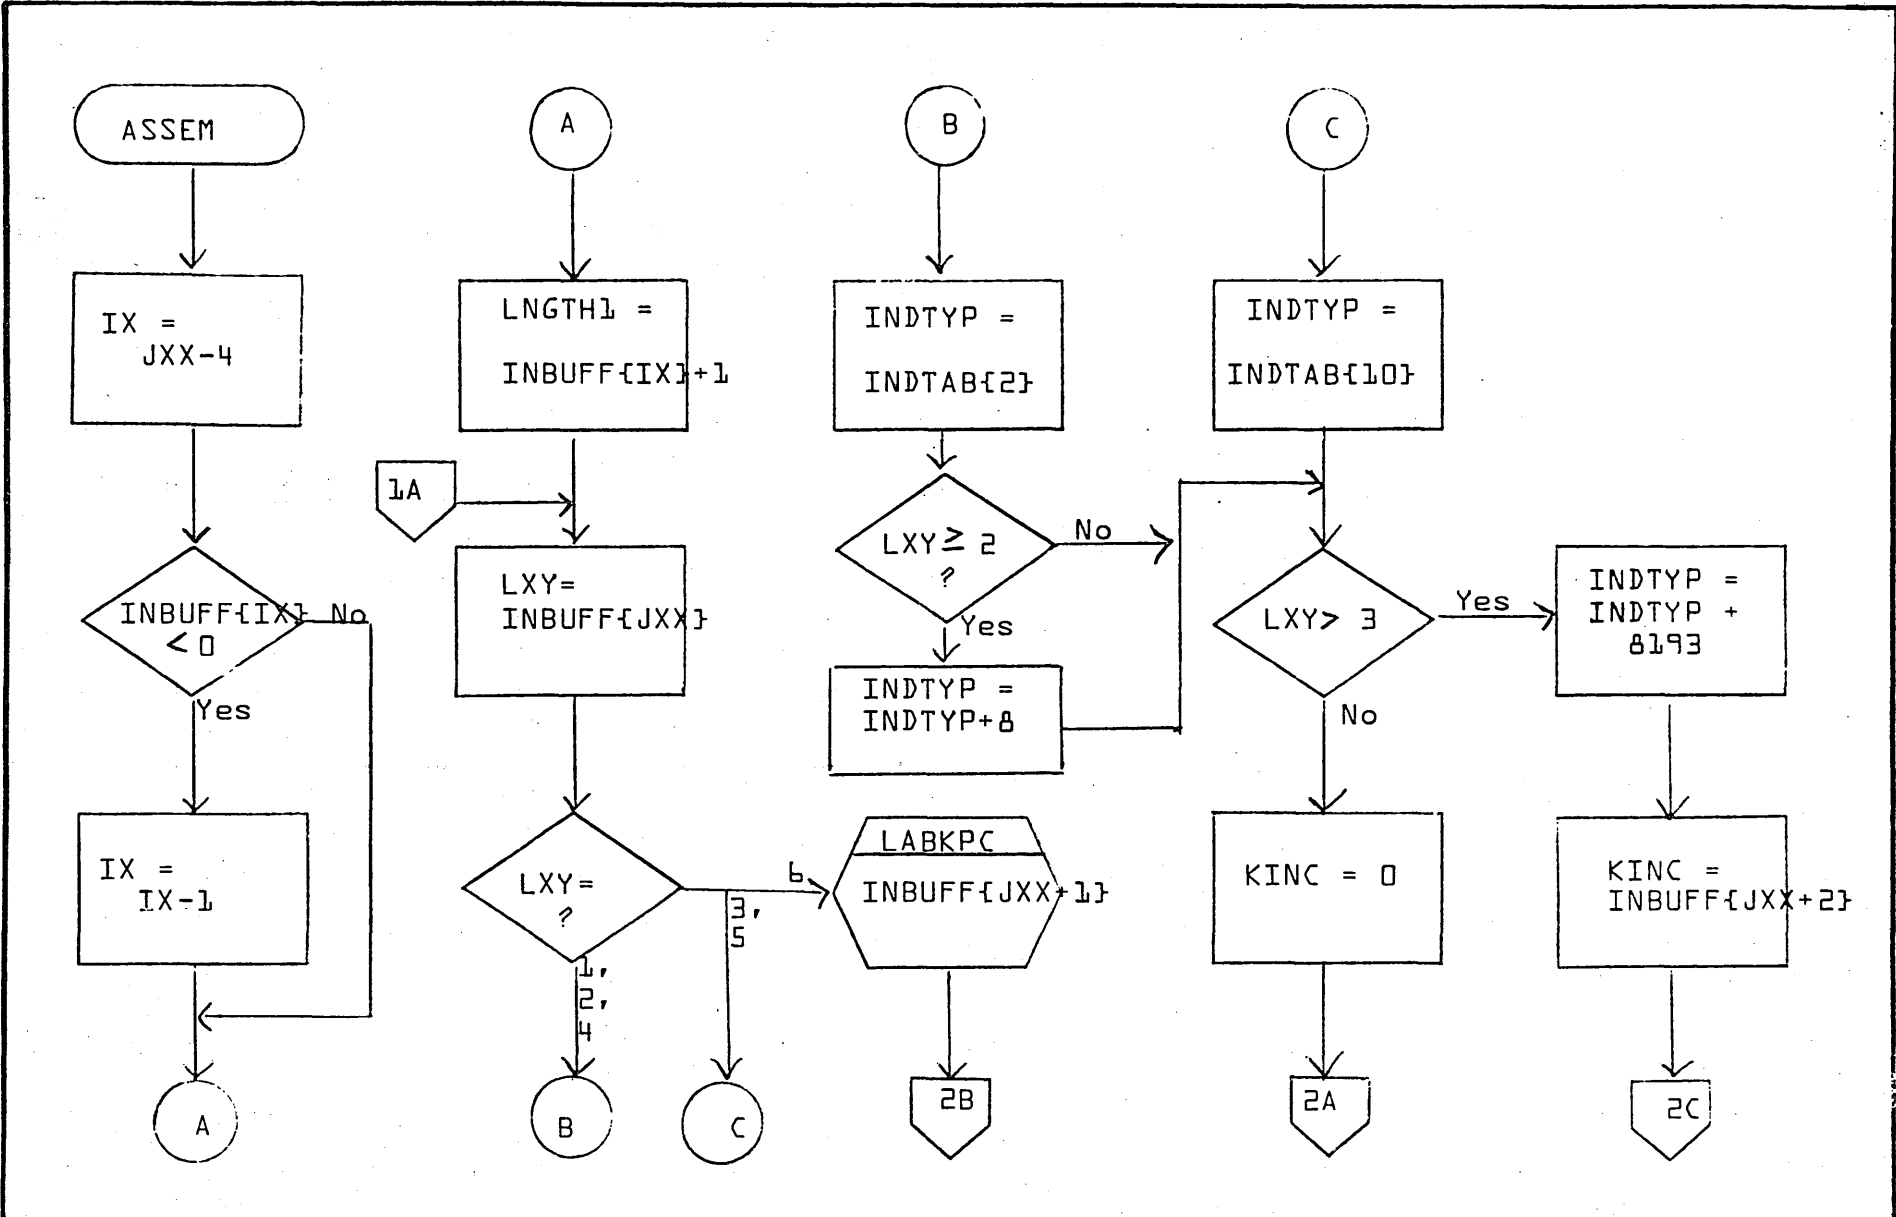 ASSEM
IX =
JXX-4
INBUFF{IX}
< 0
No
Yes
IX =
IX-1
A
A
LNGTH1 =
INBUFF{IX}+1
1A
LXY=
INBUFF{JXX}
LXY=
?
6
3,
5
1,
2,
4
B
C
B
INDTYP =
INDTAB{2}
LXY≥ 2
?
No
Yes
INDTYP =
INDTYP+8
LABKPC
INBUFF{JXX+1}
2B
C
INDTYP =
INDTAB{10}
LXY> 3
Yes
No
KINC = 0
2A
INDTYP =
INDTYP +
8193
KINC =
INBUFF{JXX+2}
2C